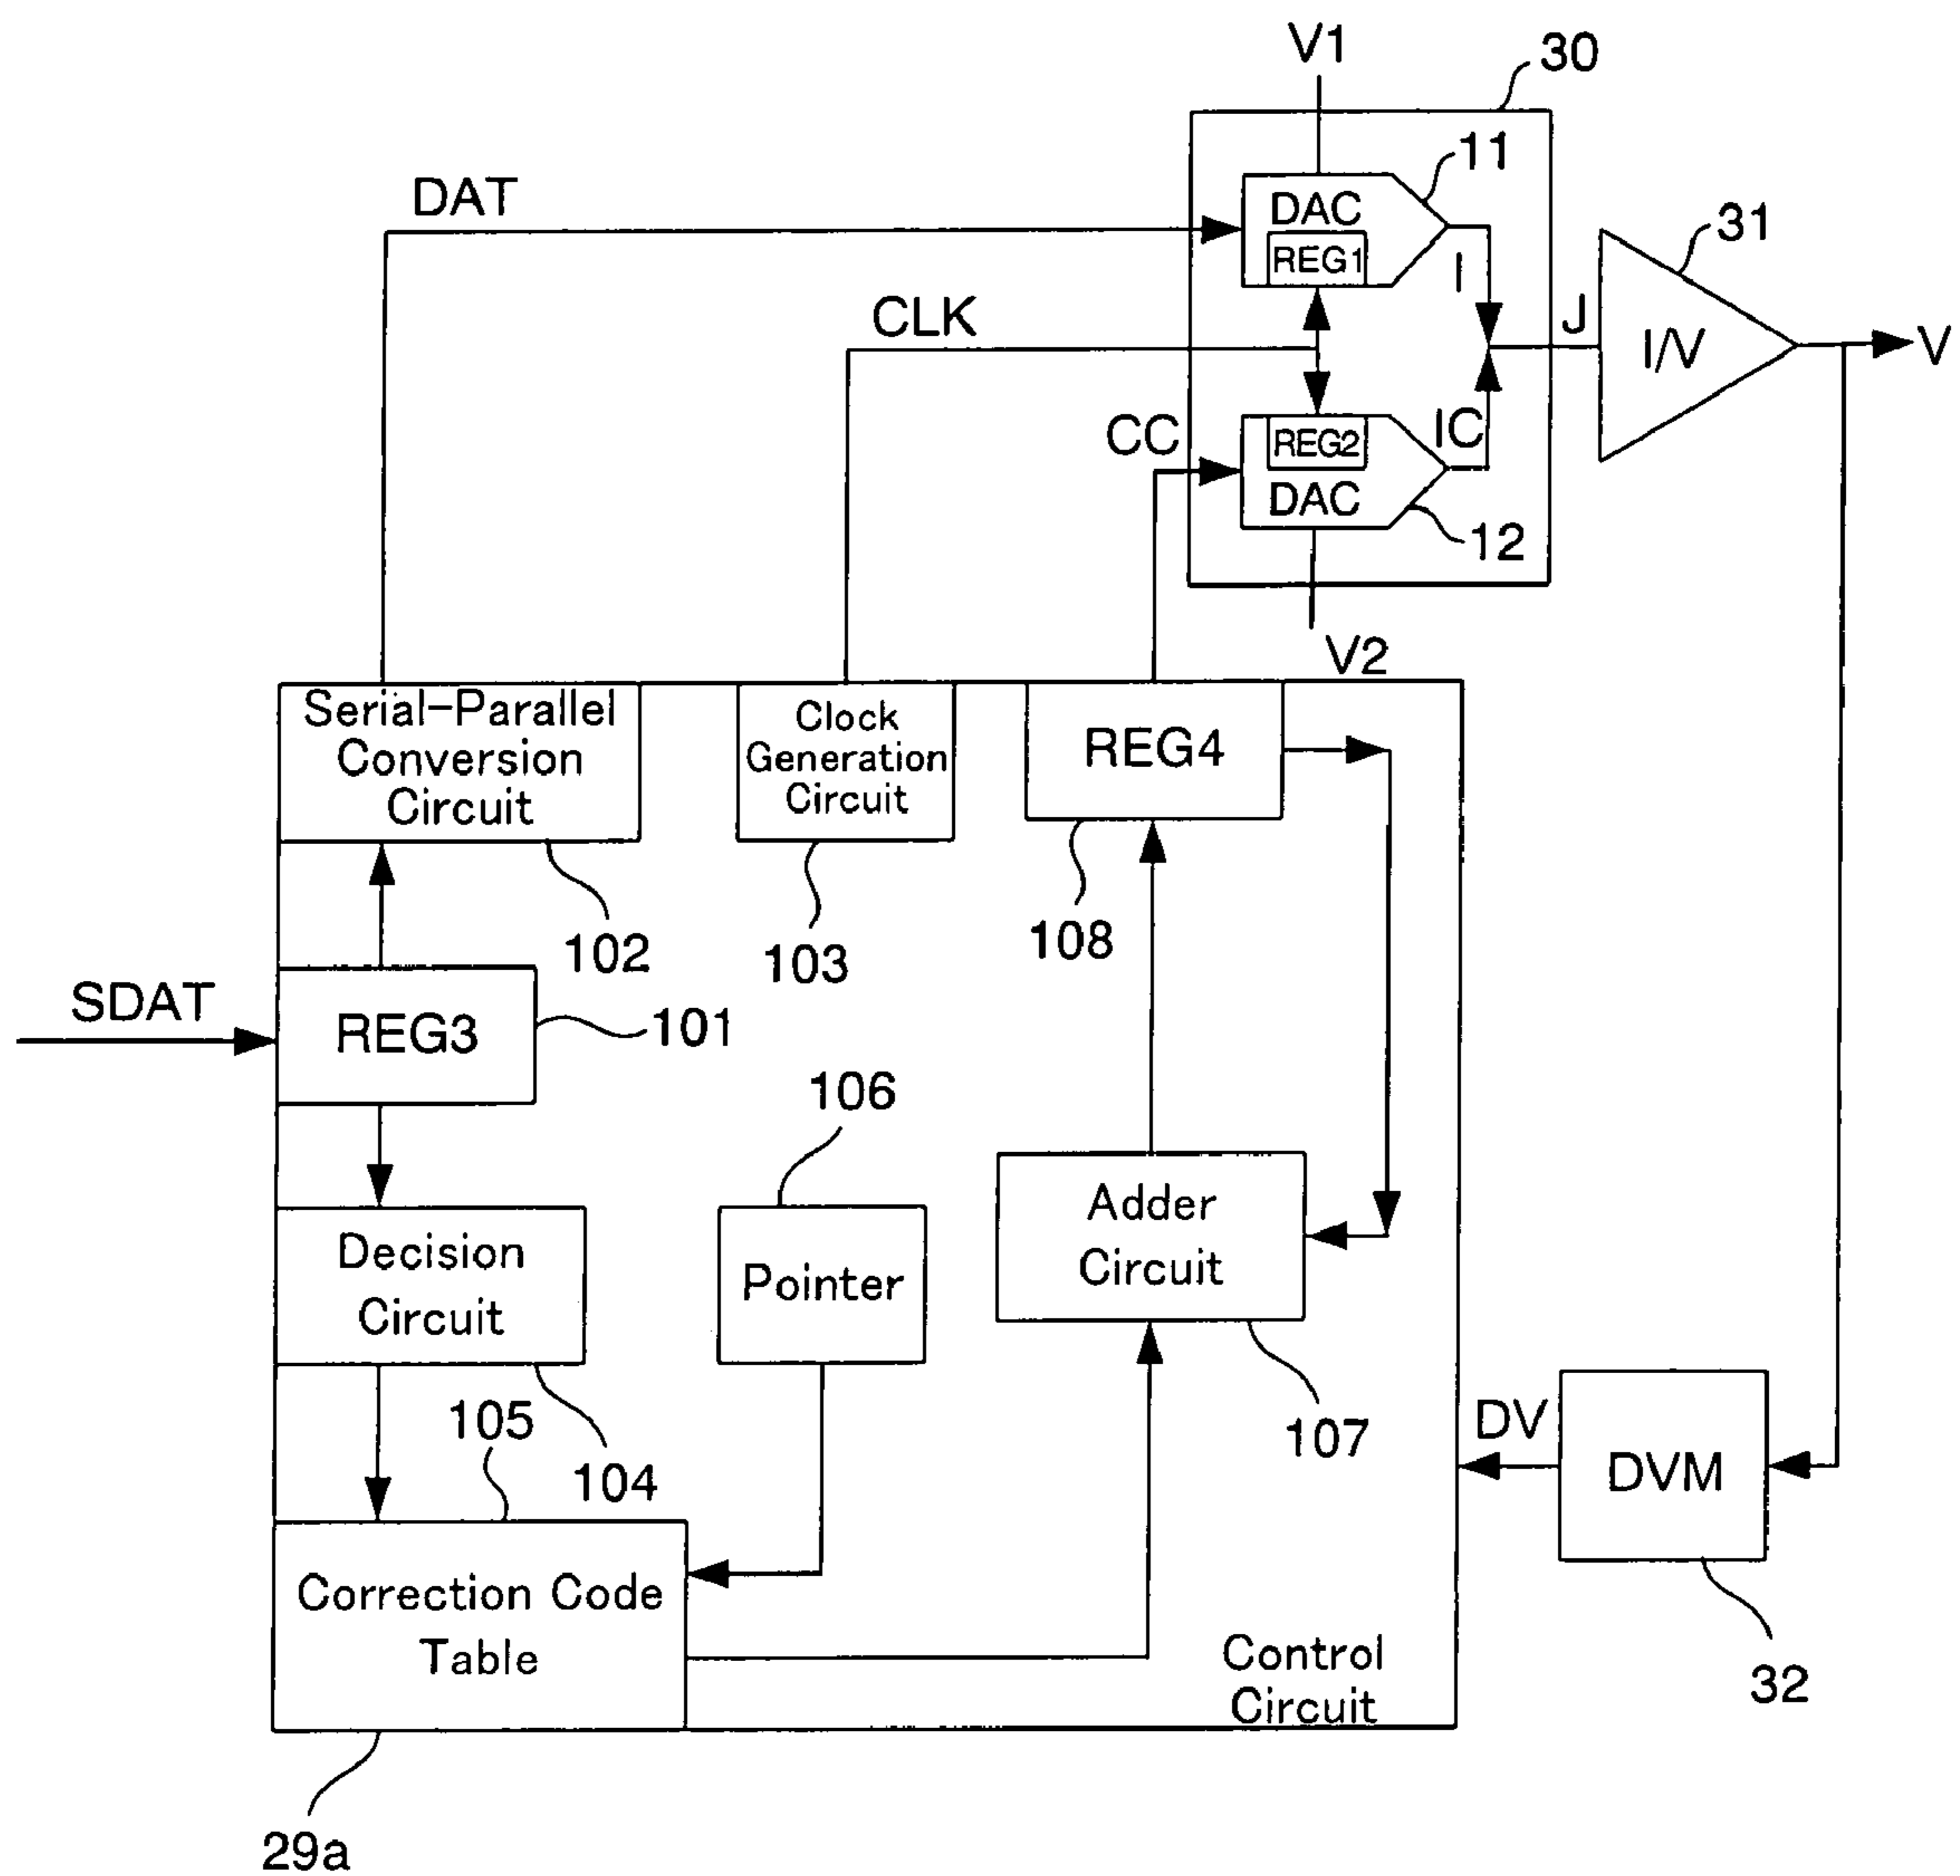 V1
30
11
DAT
DAC
REG1
31
I
CLK
J
I/V
V
CC
REG2
IC
DAC
12
V2
Serial-Parallel
Conversion
Circuit
Clock
Generation
Circuit
REG4
102
103
108
SDAT
REG3
101
106
Decision
Circuit
Pointer
Adder
Circuit
105
104
107
DV
DVM
Correction Code
Table
Control
Circuit
32
29a